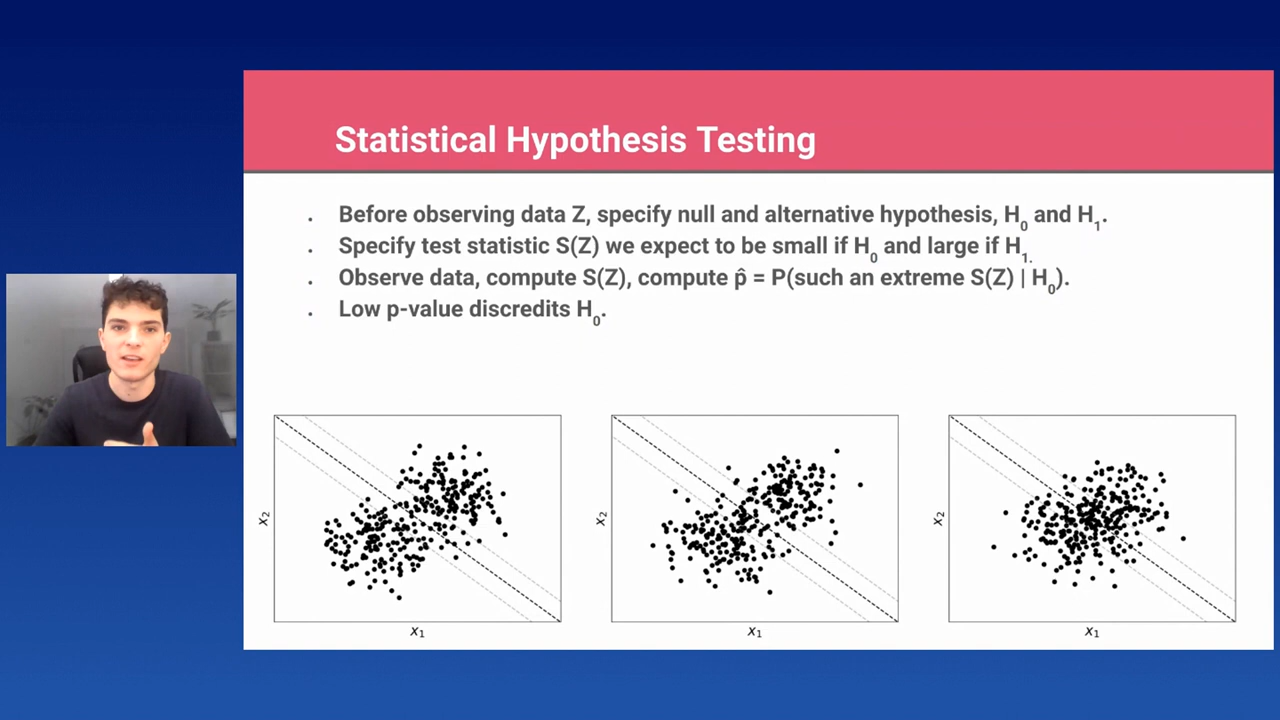 Statistical Hypothesis Testing
. Before observing data Z, specify null and alternative hypothesis, H₀ and H₁.
. Specify test statistic S(Z) we expect to be small if H₀ and large if H₁.
. Observe data, compute S(Z), compute p̂ = P(such an extreme S(Z) | H₀).
. Low p-value discredits H₀.
x₂
x₁
x₂
x₁
x₂
x₁